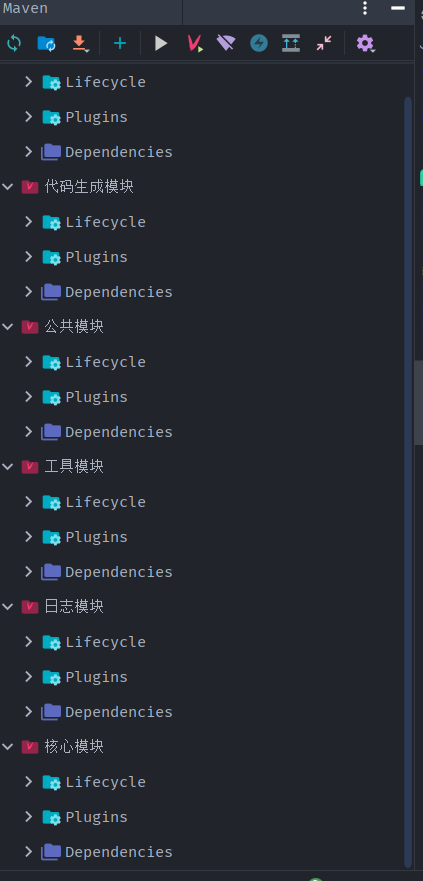 Maven
Lifecycle
Plugins
Dependencies
代码生成模块
Lifecycle
Plugins
Dependencies
公共模块
Lifecycle
Plugins
Dependencies
工具模块
Lifecycle
Plugins
Dependencies
日志模块
Lifecycle
Plugins
Dependencies
核心模块
Lifecycle
Plugins
Dependencies